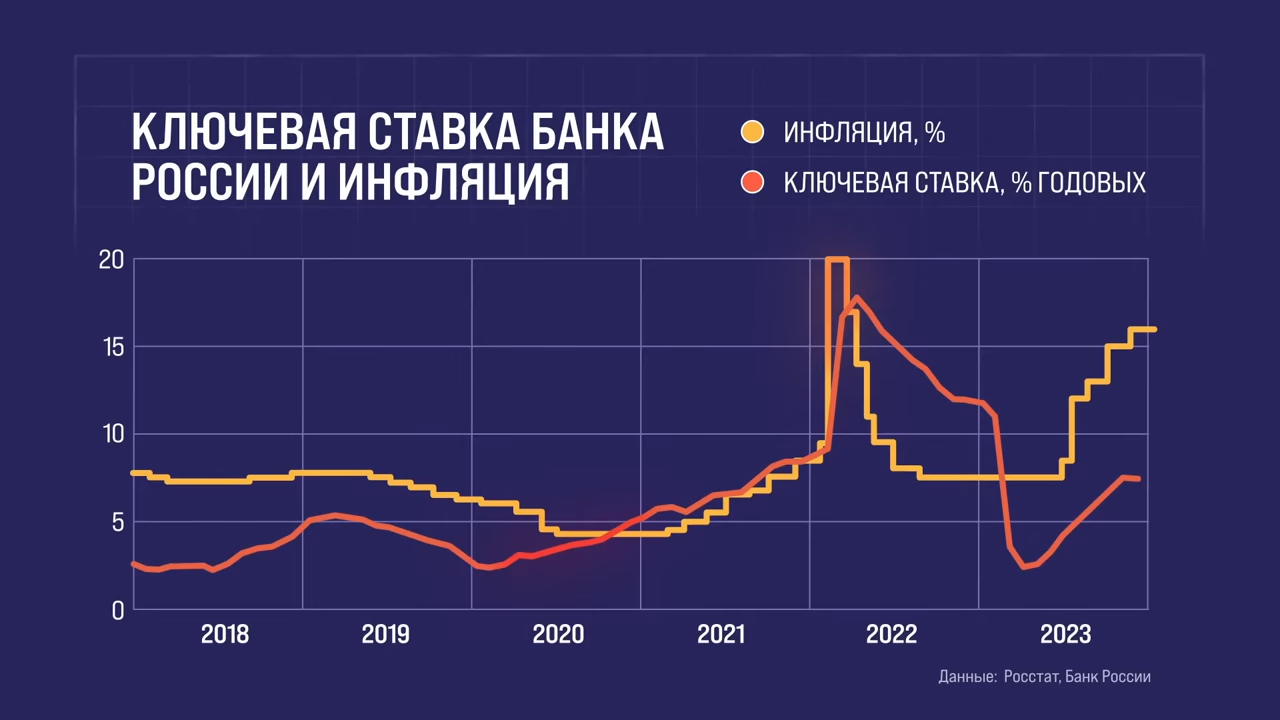 КЛЮЧЕВАЯ СТАВКА БАНКА
РОССИИ И ИНФЛЯЦИЯ
ИНФЛЯЦИЯ, %
КЛЮЧЕВАЯ СТАВКА, % ГОДОВЫХ
20
15
10
5
0
2018 2019 2020 2021 2022 2023
Данные: Росстат, Банк России